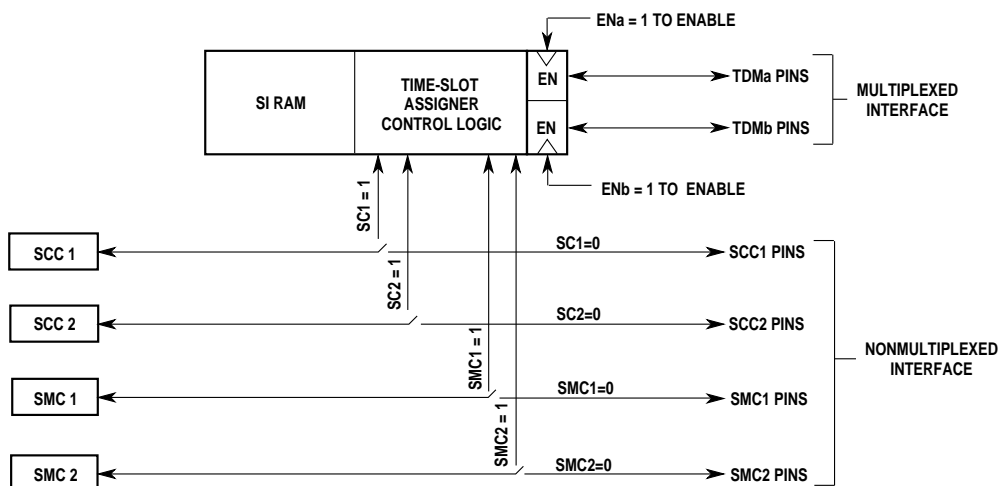 ENa = 1 TO ENABLE
SI RAM
TIME-SLOT
ASSIGNER
CONTROL LOGIC
EN
EN
TDMa PINS
TDMb PINS
MULTIPLEXED
INTERFACE
ENb = 1 TO ENABLE
SC1 = 1
SC2 = 1
SMC1 = 1
SMC2 = 1
SCC 1
SC1=0
SCC1 PINS
SCC 2
SC2=0
SCC2 PINS
NONMULTIPLEXED
INTERFACE
SMC 1
SMC1=0
SMC1 PINS
SMC 2
SMC2=0
SMC2 PINS